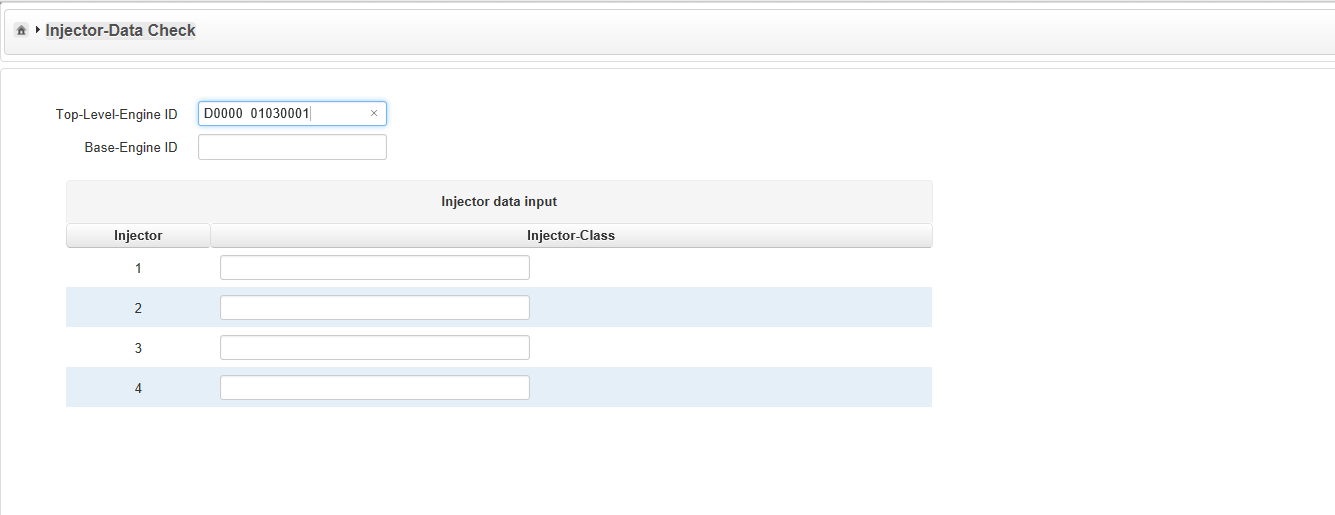 Injector-Data Check
Top-Level-Engine ID D0000  01030001 ×
Base-Engine ID
Injector data input
Injector Injector-Class
1
2
3
4